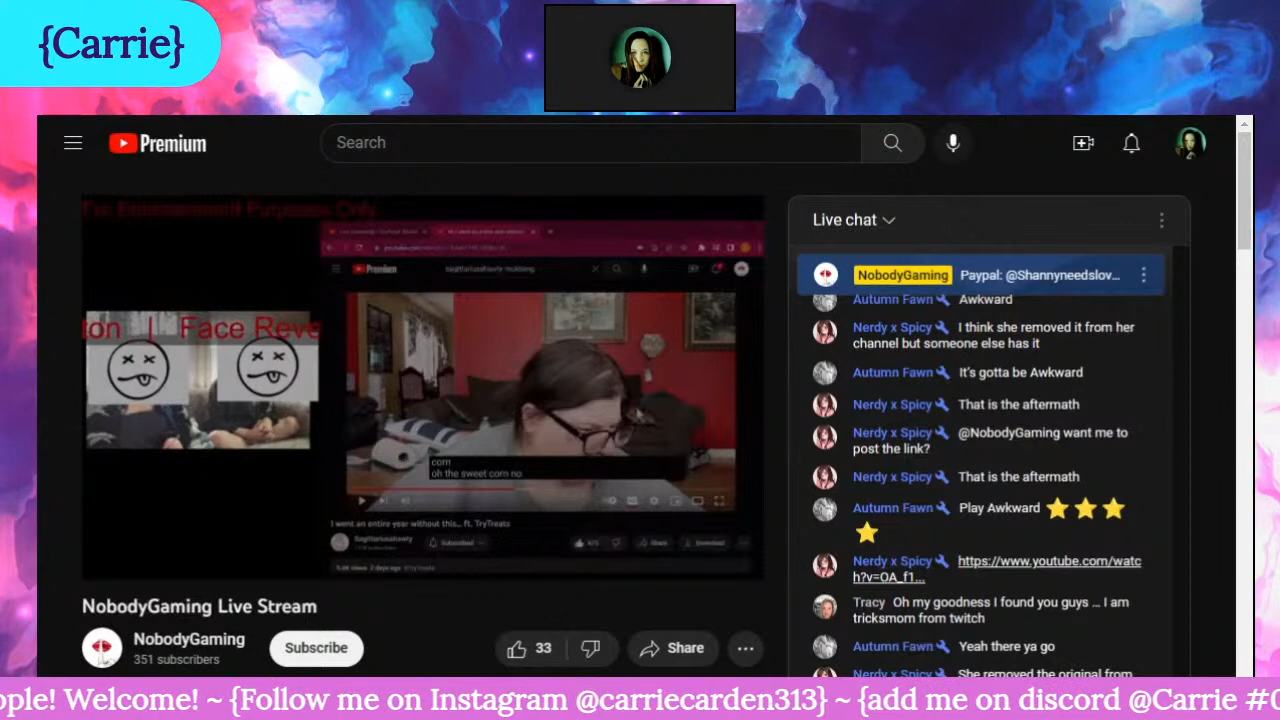 {Carrie}
Premium
Search
Live chat
NobodyGaming Paypal: @Shannyneedslov...
Autumn Fawn Awkward
Nerdy x Spicy I think she removed it from her
channel but someone else has it
Autumn Fawn It's gotta be Awkward
Nerdy x Spicy That is the aftermath
Nerdy x Spicy @NobodyGaming want me to
post the link?
Nerdy x Spicy That is the aftermath
Autumn Fawn Play Awkward
Nerdy x Spicy https://www.youtube.com/watc
h?v=OA_f1...
Tracy Oh my goodness I found you guys ... I am
tricksmom from twitch
Autumn Fawn Yeah there ya go
Nerdy x Spicy She removed the original from
Entertainment Purposes Only
Premium
ton | Face Reve
corn
oh the sweet corn no
I went an entire year without this... ft. TryTreats
Subscribed
Share
Download
NobodyGaming Live Stream
NobodyGaming
351 subscribers
Subscribe
33
Share
ople! Welcome! ~ {Follow me on Instagram @carriecarden313} ~ {add me on discord @Carrie #0